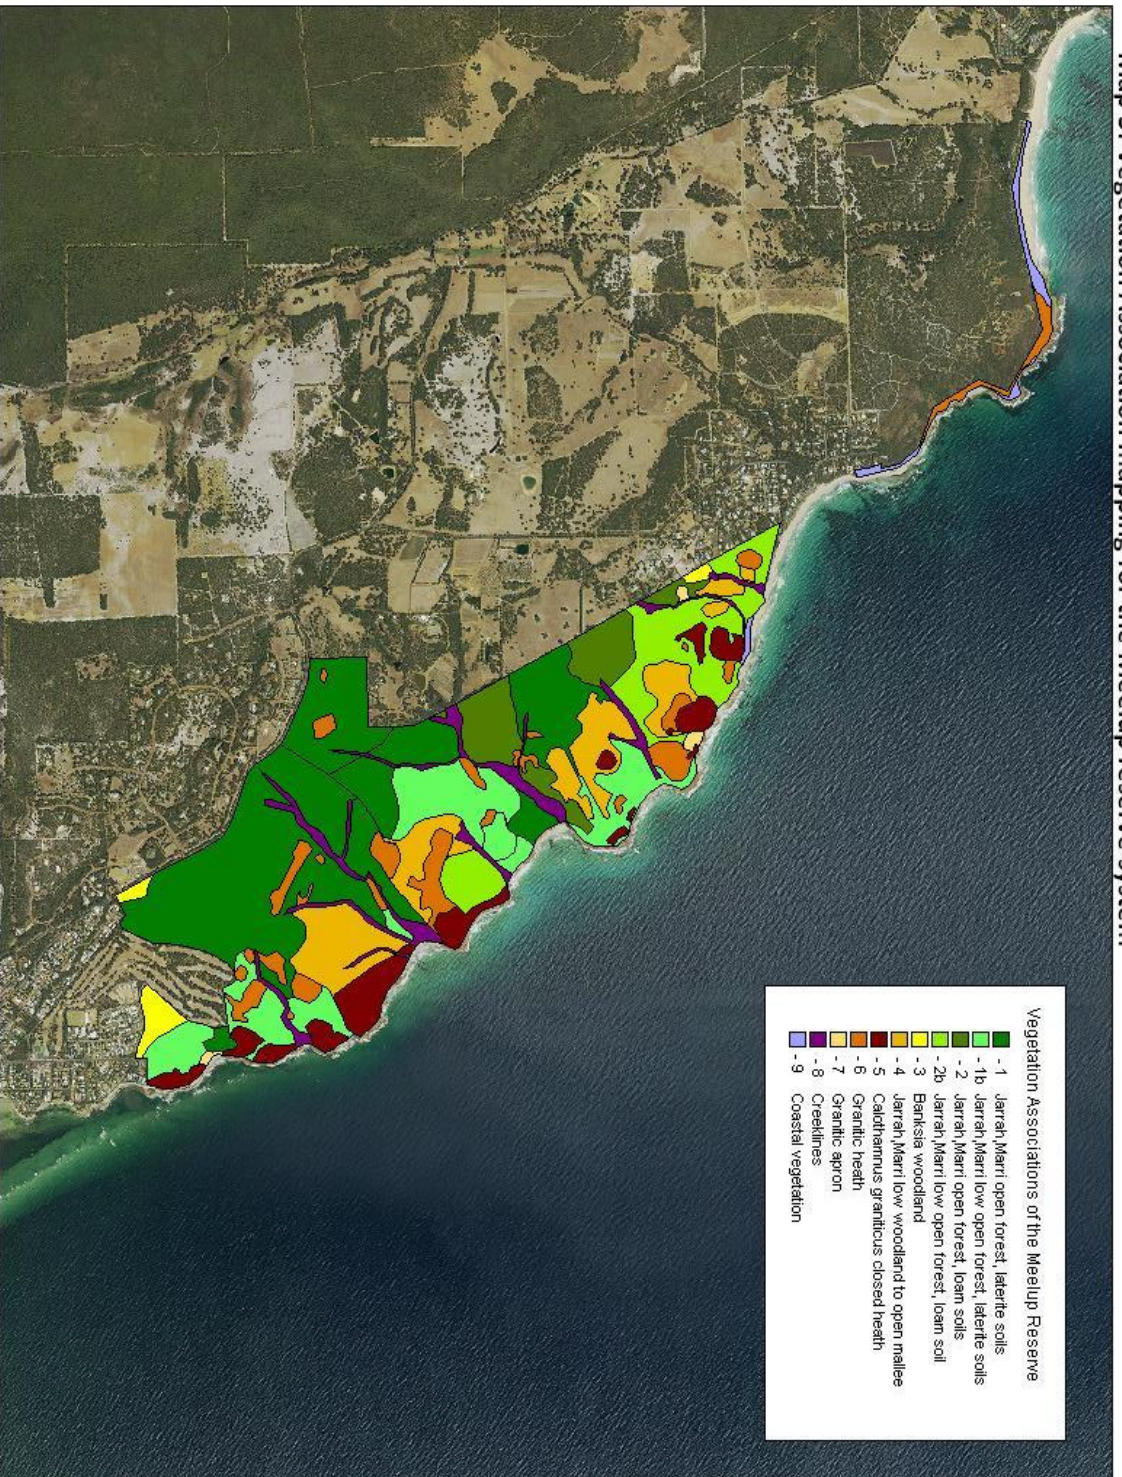 Map of Vegetation Association mapping for the Meelup Reserve system.
Vegetation Associations of the Meelup Reserve
- 1 Jarrah,Marri open forest, laterite soils
- 1b Jarrah,Marri low open forest, laterite soils
- 2 Jarrah,Marri open forest, loam soils
- 2b Jarrah,Marri low open forest, loam soil
- 3 Banksia woodland
- 4 Jarrah,Marri low woodland to open mallee
- 5 Calothamnus graniticus closed heath
- 6 Granitic heath
- 7 Granitic apron
- 8 Creeklines
- 9 Coastal vegetation